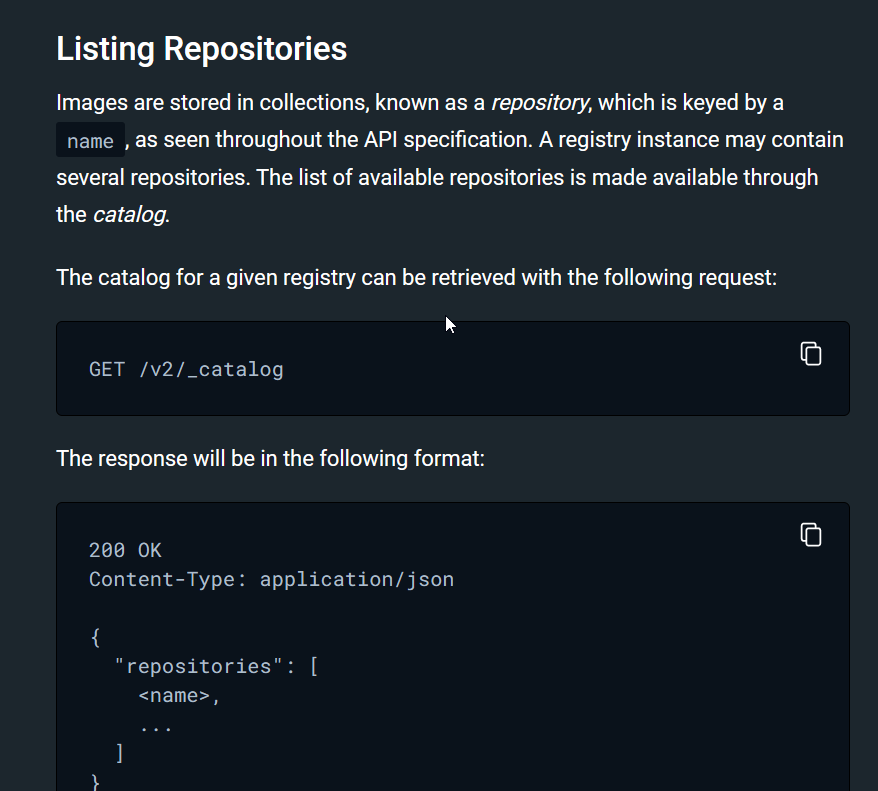 Listing Repositories
Images are stored in collections, known as a repository, which is keyed by a
name, as seen throughout the API specification. A registry instance may contain
several repositories. The list of available repositories is made available through
the catalog.
The catalog for a given registry can be retrieved with the following request:
GET /v2/_catalog
The response will be in the following format:
200 OK
Content-Type: application/json
{
  "repositories": [
    <name>,
    ...
  ]
}